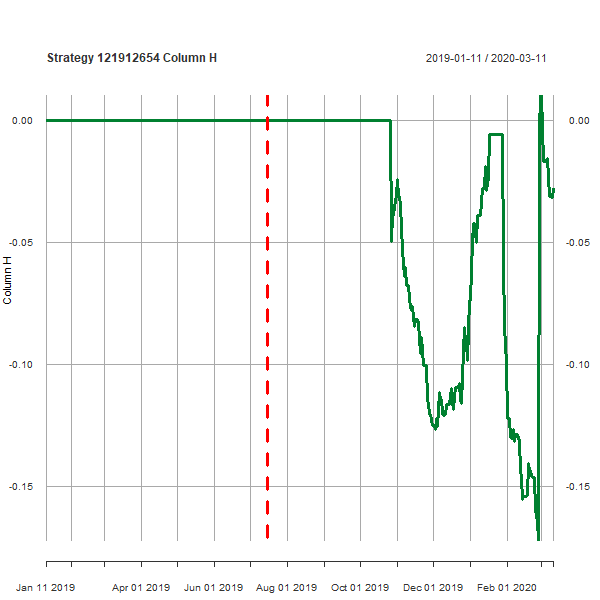 Strategy 121912654 Column H
2019-01-11 / 2020-03-11
0.00 0.00
-0.05 -0.05
-0.10 -0.10
-0.15 -0.15
Column H
Jan 11 2019 Apr 01 2019 Jun 01 2019 Aug 01 2019 Oct 01 2019 Dec 01 2019 Feb 01 2020